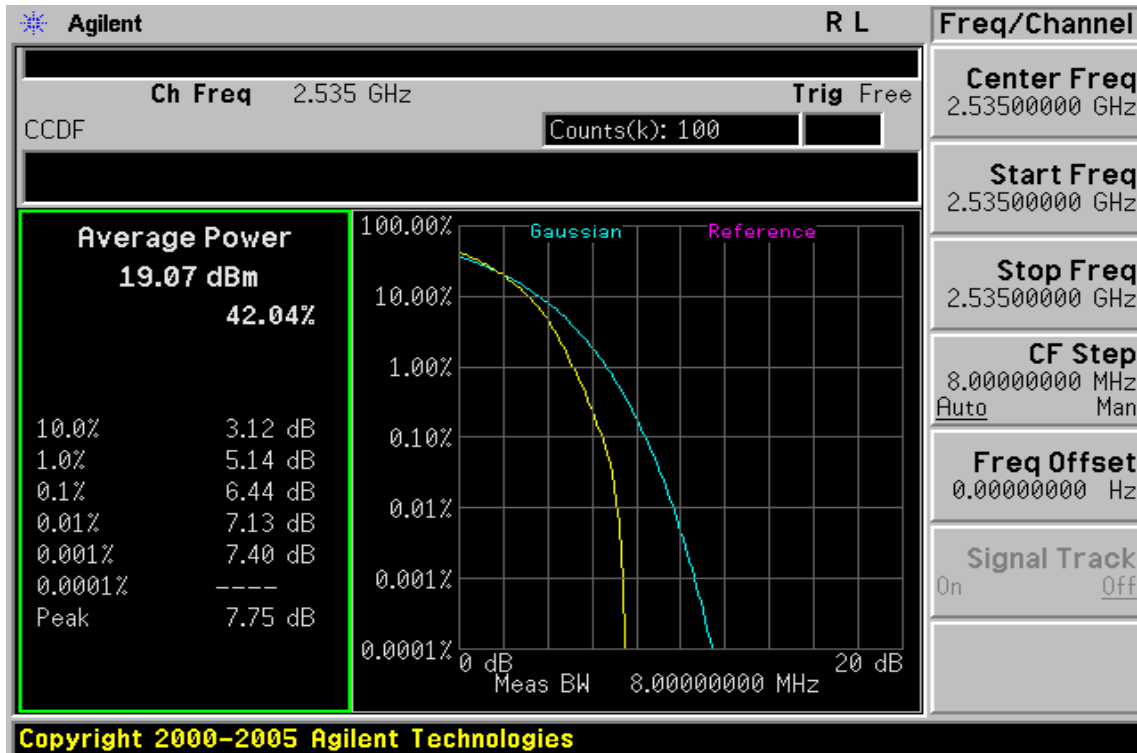 Agilent R L
Ch Freq 2.535 GHz Trig Free
CCDF Counts(k): 100
Average Power
19.07 dBm
42.04%
10.0% 3.12 dB
1.0% 5.14 dB
0.1% 6.44 dB
0.01% 7.13 dB
0.001% 7.40 dB
0.0001% ----
Peak 7.75 dB
Gaussian Reference
100.00%
10.00%
1.00%
0.10%
0.01%
0.001%
0.0001%
0 dB 20 dB
Meas BW 8.00000000 MHz
Freq/Channel
Center Freq
2.53500000 GHz
Start Freq
2.53500000 GHz
Stop Freq
2.53500000 GHz
CF Step
8.00000000 MHz
Auto Man
Freq Offset
0.00000000 Hz
Signal Track
On Off
Copyright 2000-2005 Agilent Technologies